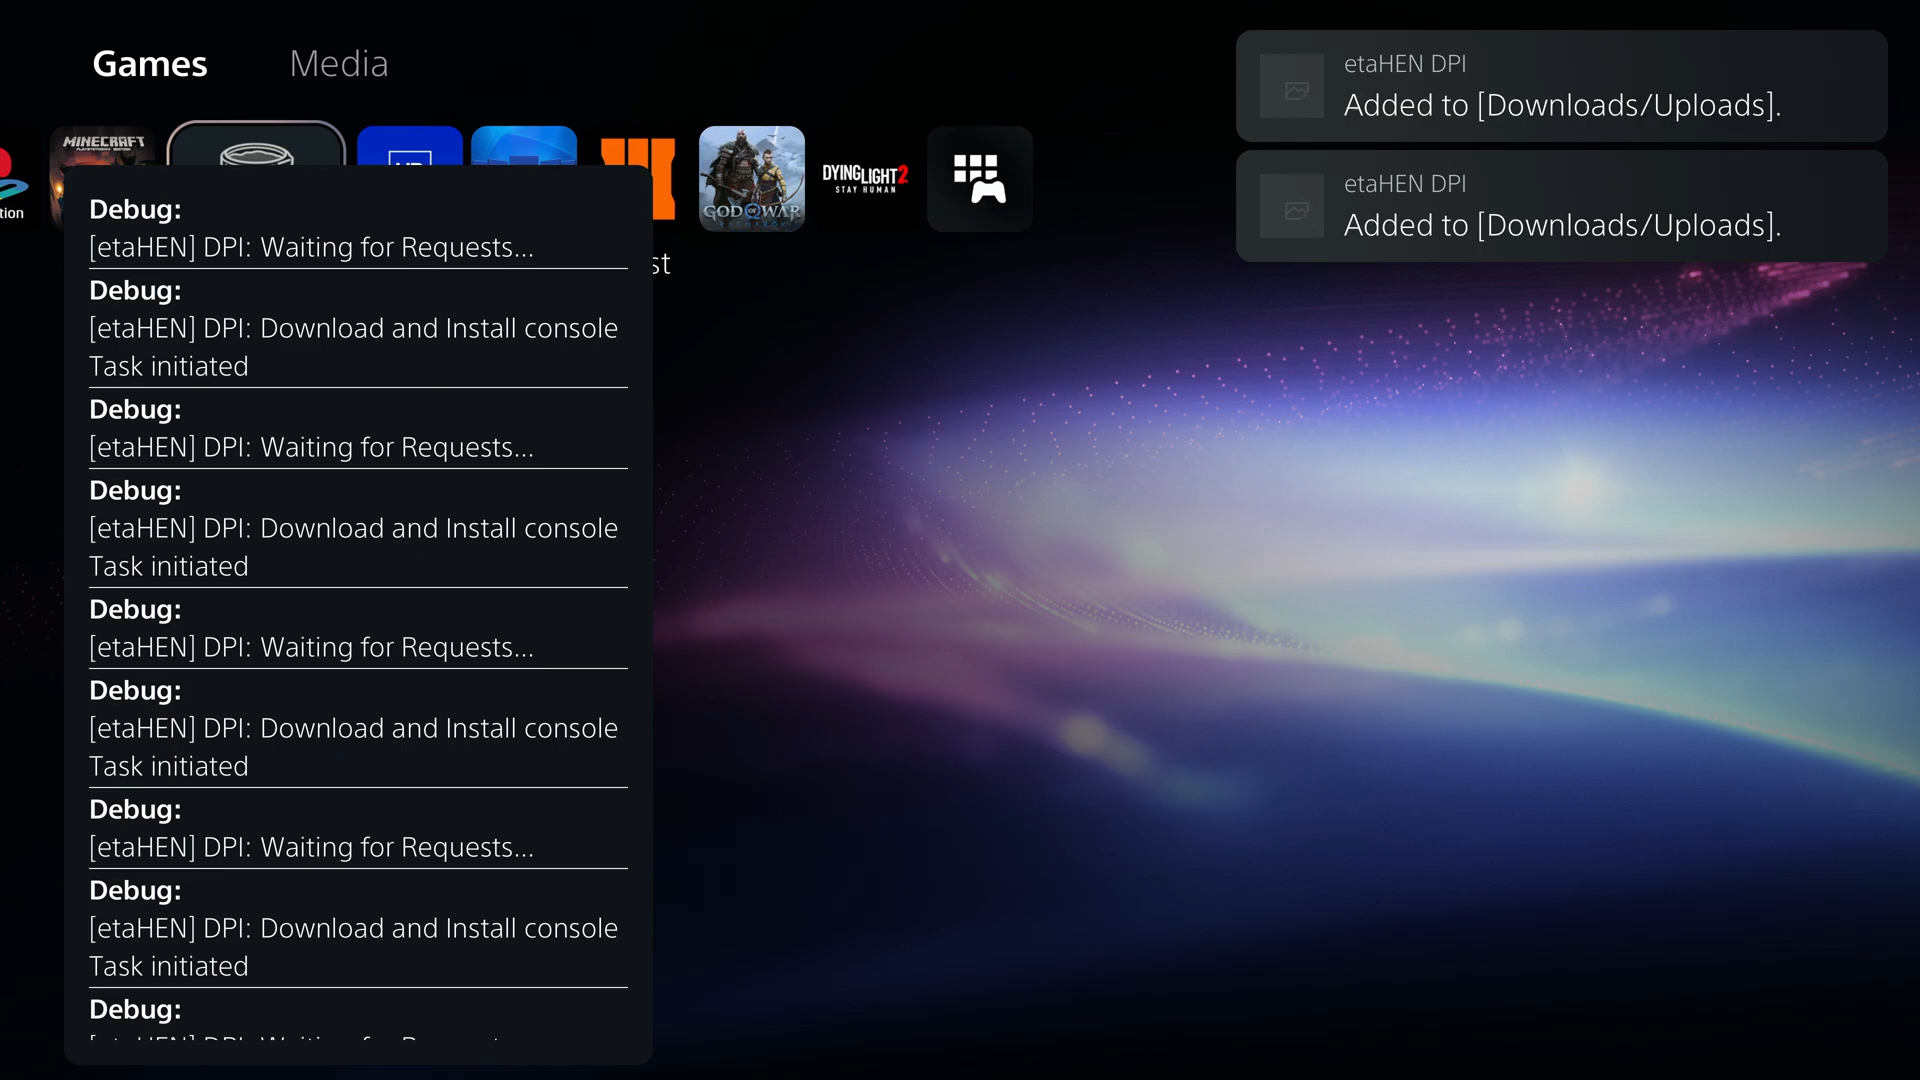 Games
Media
MINECRAFT
tion
GOD OF WAR
DYING LIGHT 2
STAY HUMAN
st
Debug:
[etaHEN] DPI: Waiting for Requests...
Debug:
[etaHEN] DPI: Download and Install console
Task initiated
Debug:
[etaHEN] DPI: Waiting for Requests...
Debug:
[etaHEN] DPI: Download and Install console
Task initiated
Debug:
[etaHEN] DPI: Waiting for Requests...
Debug:
[etaHEN] DPI: Download and Install console
Task initiated
Debug:
[etaHEN] DPI: Waiting for Requests...
Debug:
[etaHEN] DPI: Download and Install console
Task initiated
Debug:
etaHEN DPI
Added to [Downloads/Uploads].
etaHEN DPI
Added to [Downloads/Uploads].